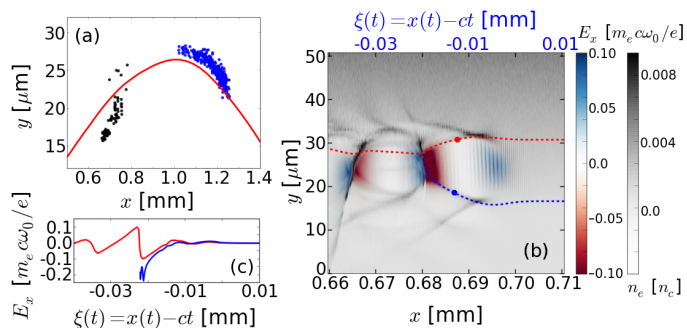 (a)
y [μm]
30
25
20
15
0.6 0.8 1.0 1.2 1.4
x [mm]
E_x [m_e cω_0/e]
0.1
0.0
-0.1
-0.2
(c)
-0.03 -0.01 0.01
ξ(t)=x(t)−ct [mm]
ξ(t)=x(t)−ct [mm]
-0.03 -0.01 0.01
y [μm]
50
40
30
20
10
0
(b)
0.66 0.67 0.68 0.69 0.70 0.71
x [mm]
E_x [m_e cω_0/e]
0.10
0.05
0.00
−0.05
−0.10
0.008
0.004
0.0
n_e [n_c]